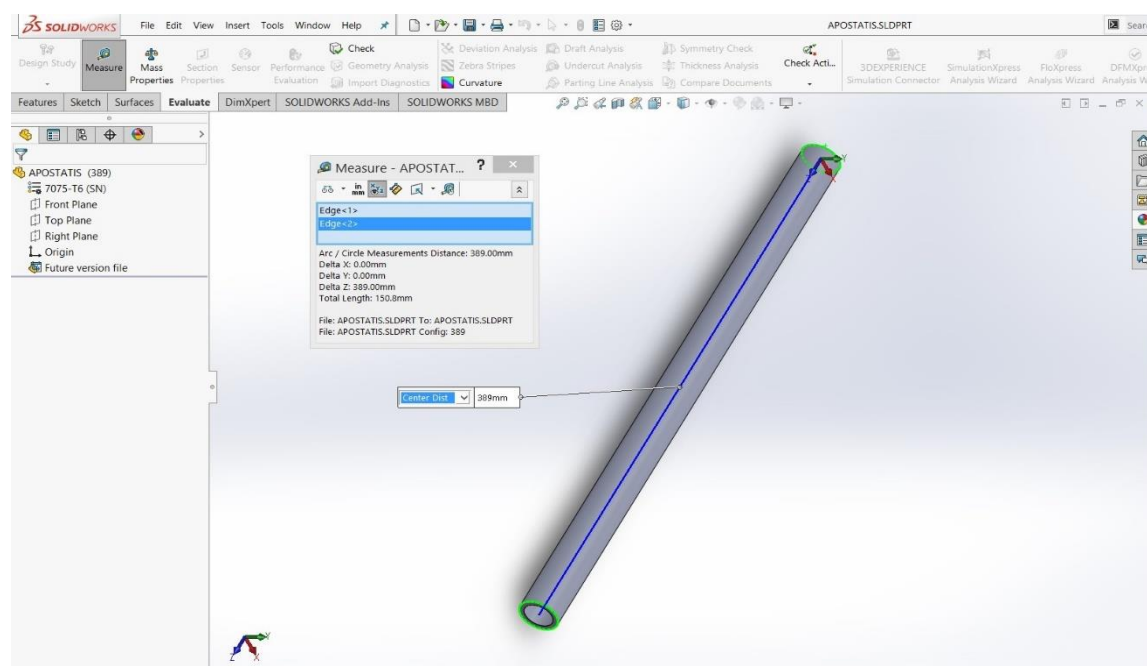 SOLIDWORKS File Edit View Insert Tools Window Help APOSTATIS.SLDPRT Sear
Design Study Measure Mass Properties Section Properties Sensor Performance Evaluation Check Geometry Analysis Import Diagnostics Deviation Analysis Zebra Stripes Curvature Draft Analysis Undercut Analysis Parting Line Analysis Symmetry Check Thickness Analysis Compare Documents Check Acti... 3DEXPERIENCE Simulation Connector SimulationXpress Analysis Wizard FloXpress Analysis Wizard DFMXpr Analysis W
Features Sketch Surfaces Evaluate DimXpert SOLIDWORKS Add-Ins SOLIDWORKS MBD
APOSTATIS (389)
7075-T6 (SN)
Front Plane
Top Plane
Right Plane
Origin
Future version file
Measure - APOSTAT... ?
in mm
Edge<1>
Edge<2>
Arc / Circle Measurements Distance: 389.00mm
Delta X: 0.00mm
Delta Y: 0.00mm
Delta Z: 389.00mm
Total Length: 150.8mm
File: APOSTATIS.SLDPRT To: APOSTATIS.SLDPRT
File: APOSTATIS.SLDPRT Config: 389
Center Dist 389mm
Y
X
Z
Y
Z
X